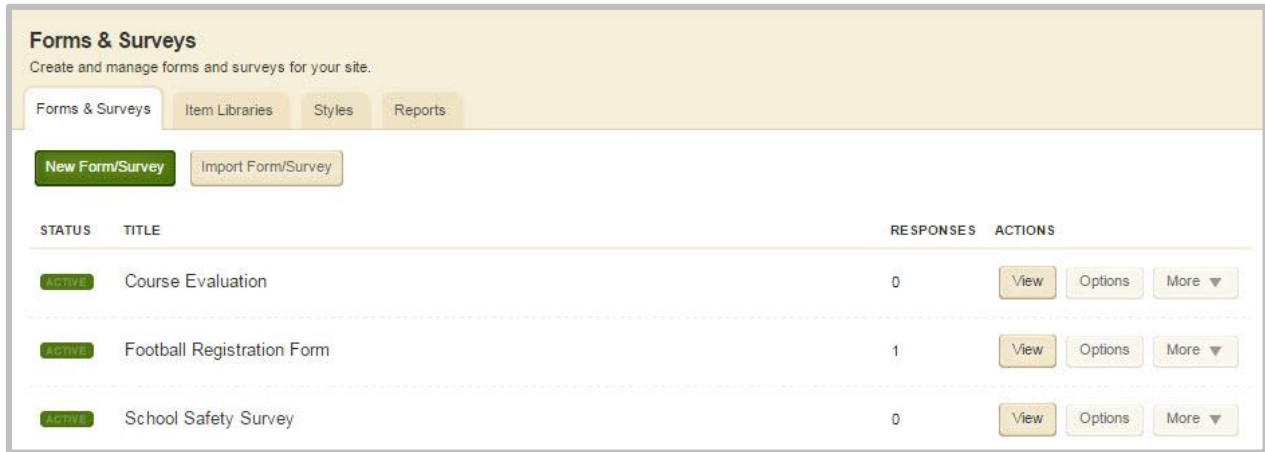 Forms & Surveys
Create and manage forms and surveys for your site.
Forms & Surveys Item Libraries Styles Reports
New Form/Survey Import Form/Survey
STATUS TITLE RESPONSES ACTIONS
ACTIVE Course Evaluation 0 View Options More ▼
ACTIVE Football Registration Form 1 View Options More ▼
ACTIVE School Safety Survey 0 View Options More ▼